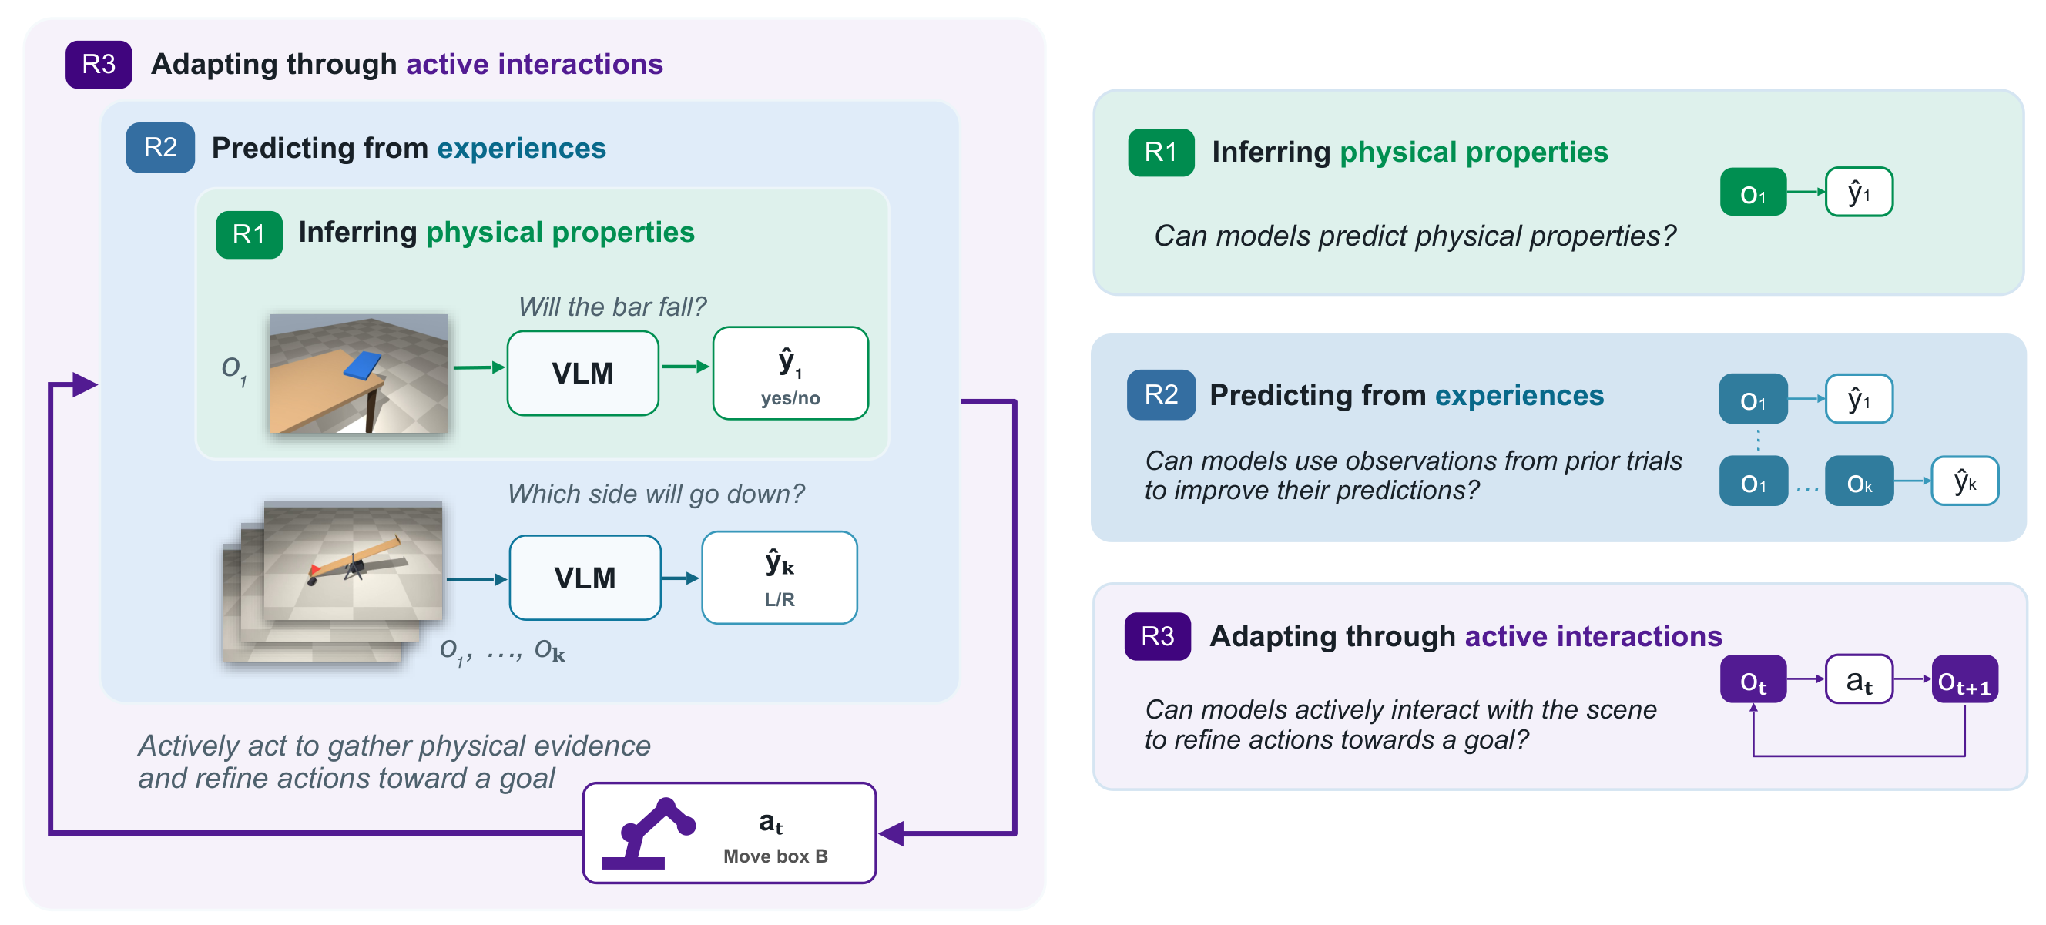 R3 Adapting through active interactions
R2 Predicting from experiences
R1 Inferring physical properties
Will the bar fall?
o₁
VLM
ŷ₁
yes/no
Which side will go down?
VLM
ŷₖ
L/R
o₁, ..., oₖ
Actively act to gather physical evidence
and refine actions toward a goal
aₜ
Move box B
R1 Inferring physical properties
o₁ ŷ₁
Can models predict physical properties?
R2 Predicting from experiences
o₁ ŷ₁
Can models use observations from prior trials
to improve their predictions?
o₁ ... oₖ ŷₖ
R3 Adapting through active interactions
oₜ aₜ oₜ₊₁
Can models actively interact with the scene
to refine actions towards a goal?